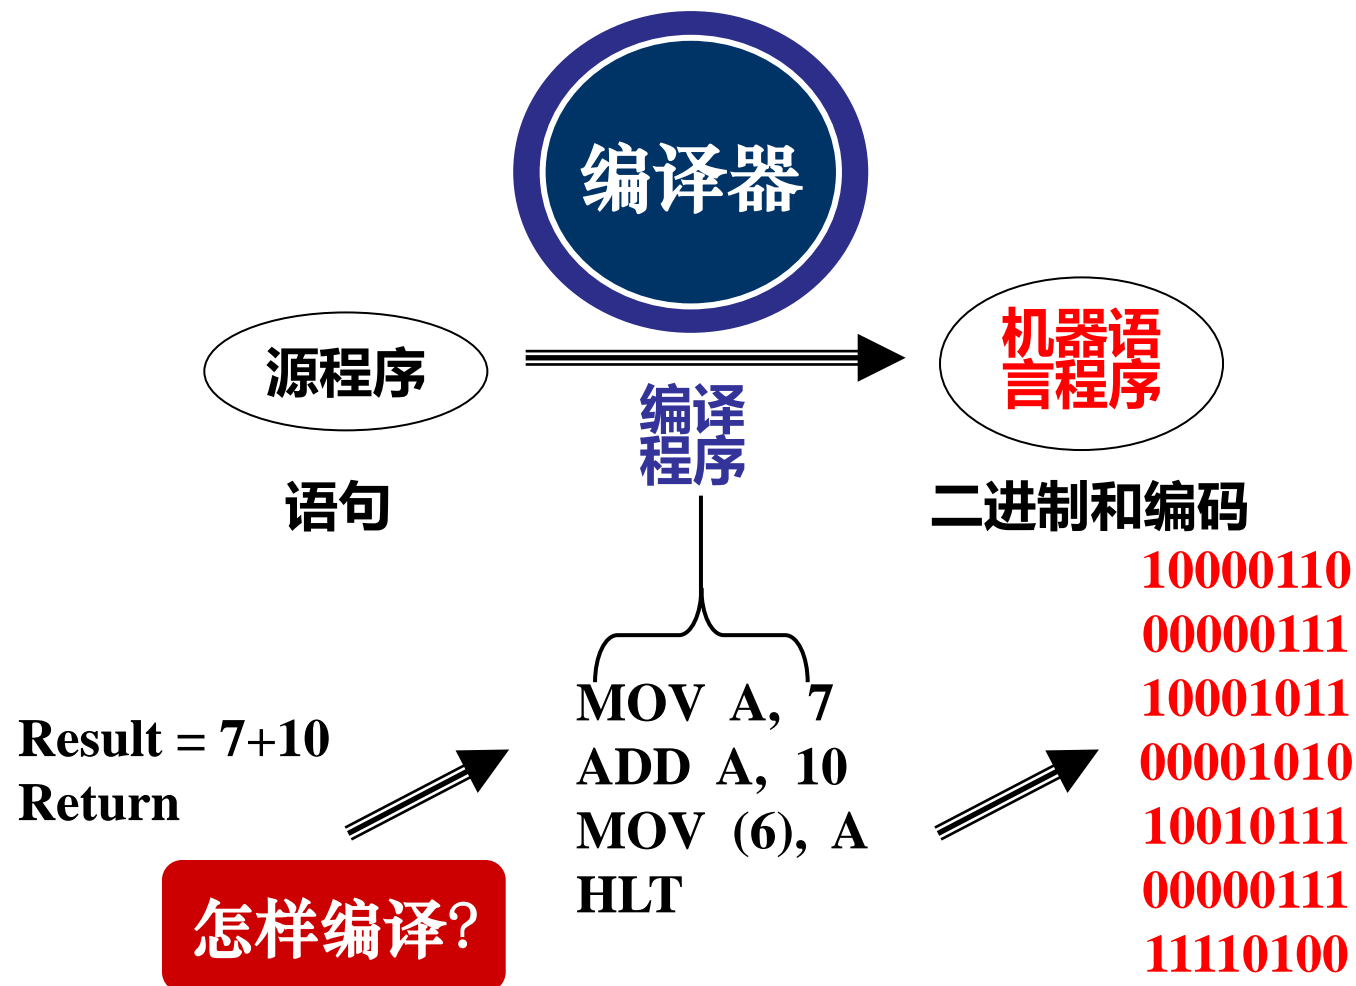 编译器
源程序
编译
程序
机器语
言程序
语句
二进制和编码
Result = 7+10
Return
怎样编译?
MOV A, 7
ADD A, 10
MOV (6), A
HLT
10000110
00000111
10001011
00001010
10010111
00000111
11110100